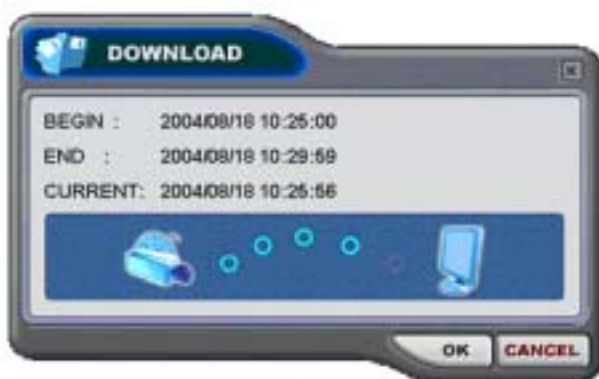 DOWNLOAD
BEGIN : 2004/08/18 10:25:00
END : 2004/08/18 10:29:59
CURRENT: 2004/08/18 10:25:56
OK CANCEL